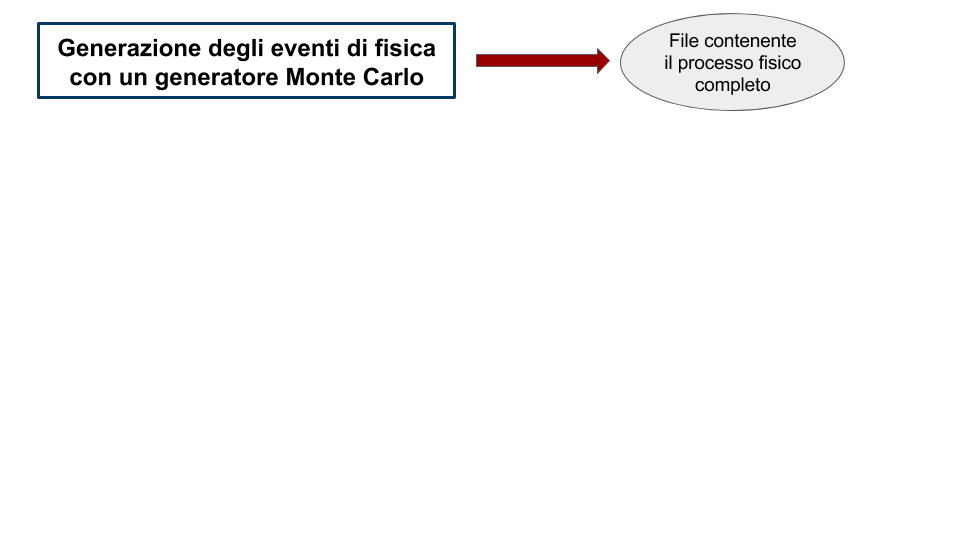 Generazione degli eventi di fisica
con un generatore Monte Carlo
File contenente
il processo fisico
completo